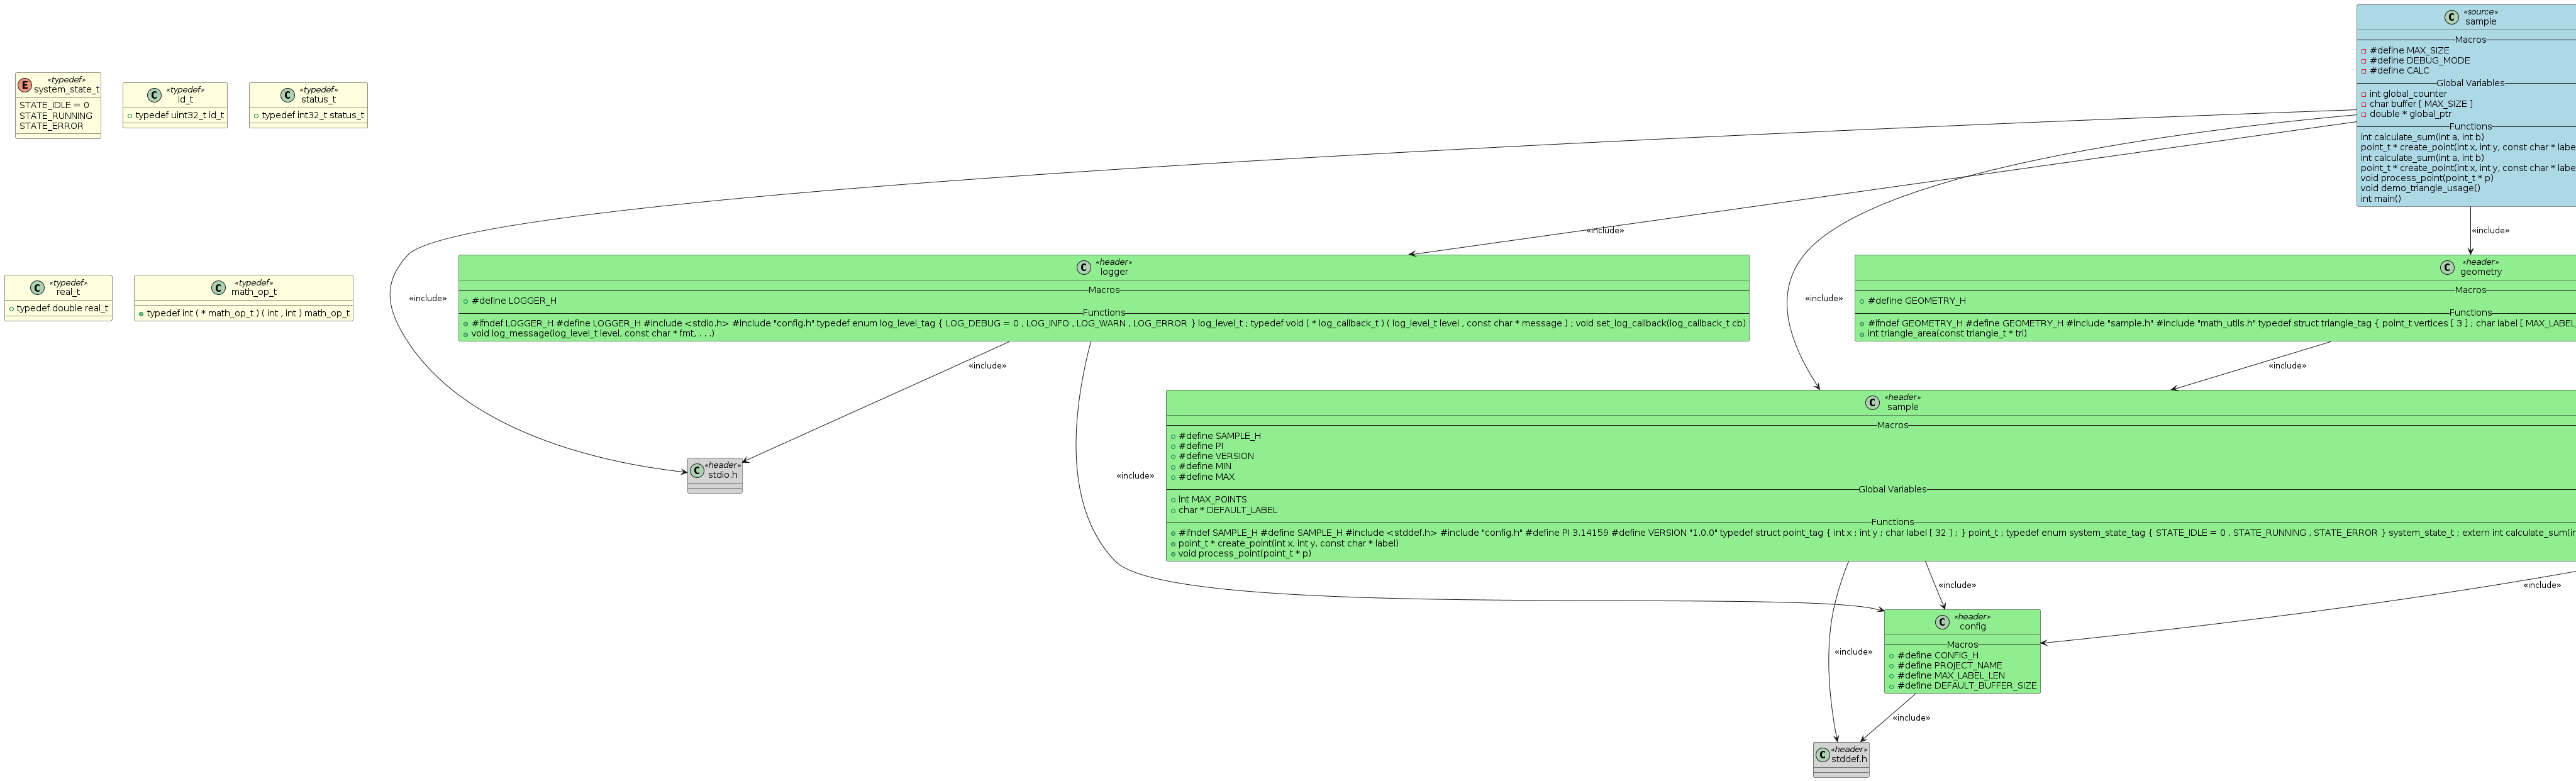 «source»
sample
Macros
#define MAX_SIZE
#define DEBUG_MODE
#define CALC
Global Variables
int global_counter
char buffer [ MAX_SIZE ]
double * global_ptr
Functions
int calculate_sum(int a, int b)
point_t * create_point(int x, int y, const char * labe
int calculate_sum(int a, int b)
point_t * create_point(int x, int y, const char * labe
void process_point(point_t * p)
void demo_triangle_usage()
int main()
«typedef»
system_state_t
STATE_IDLE = 0
STATE_RUNNING
STATE_ERROR
«typedef»
id_t
typedef uint32_t id_t
«typedef»
status_t
typedef int32_t status_t
«include»
«include»
«typedef»
real_t
typedef double real_t
«typedef»
math_op_t
typedef int ( * math_op_t ) ( int , int ) math_op_t
«include»
«header»
logger
Macros
#define LOGGER_H
Functions
#ifndef LOGGER_H #define LOGGER_H #include <stdio.h> #include "config.h" typedef enum log_level_tag { LOG_DEBUG = 0 , LOG_INFO , LOG_WARN , LOG_ERROR } log_level_t ; typedef void ( * log_callback_t ) ( log_level_t level , const char * message ) ; void set_log_callback(log_callback_t cb)
void log_message(log_level_t level, const char * fmt, . . .)
«include»
«header»
geometry
Macros
#define GEOMETRY_H
Functions
#ifndef GEOMETRY_H #define GEOMETRY_H #include "sample.h" #include "math_utils.h" typedef struct triangle_tag { point_t vertices [ 3 ] ; char label [ MAX_LABEL_
int triangle_area(const triangle_t * tri)
«include»
«include»
«header»
stdio.h
«include»
«header»
sample
Macros
#define SAMPLE_H
#define PI
#define VERSION
#define MIN
#define MAX
Global Variables
int MAX_POINTS
char * DEFAULT_LABEL
Functions
#ifndef SAMPLE_H #define SAMPLE_H #include <stddef.h> #include "config.h" #define PI 3.14159 #define VERSION "1.0.0" typedef struct point_tag { int x ; int y ; char label [ 32 ] ; } point_t ; typedef enum system_state_tag { STATE_IDLE = 0 , STATE_RUNNING , STATE_ERROR } system_state_t ; extern int calculate_sum(in
point_t * create_point(int x, int y, const char * label)
void process_point(point_t * p)
«include»
«include»
«include»
«header»
config
Macros
#define CONFIG_H
#define PROJECT_NAME
#define MAX_LABEL_LEN
#define DEFAULT_BUFFER_SIZE
«include»
«header»
stddef.h